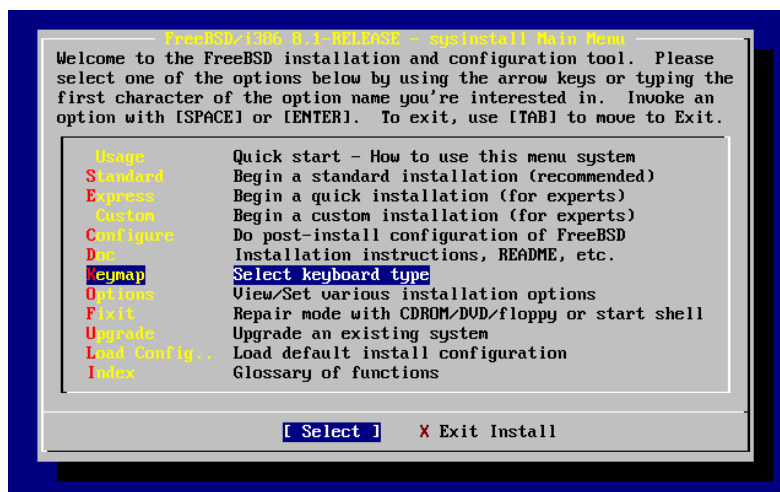 FreeBSD/i386 8.1-RELEASE - sysinstall Main Menu
Welcome to the FreeBSD installation and configuration tool.  Please
select one of the options below by using the arrow keys or typing the
first character of the option name you're interested in.  Invoke an
option with [SPACE] or [ENTER].  To exit, use [TAB] to move to Exit.
Usage Quick start - How to use this menu system
Standard Begin a standard installation (recommended)
Express Begin a quick installation (for experts)
Custom Begin a custom installation (for experts)
Configure Do post-install configuration of FreeBSD
Doc Installation instructions, README, etc.
Keymap Select keyboard type
Options View/Set various installation options
Fixit Repair mode with CDROM/DVD/floppy or start shell
Upgrade Upgrade an existing system
Load Config.. Load default install configuration
Index Glossary of functions
[ Select ] X Exit Install